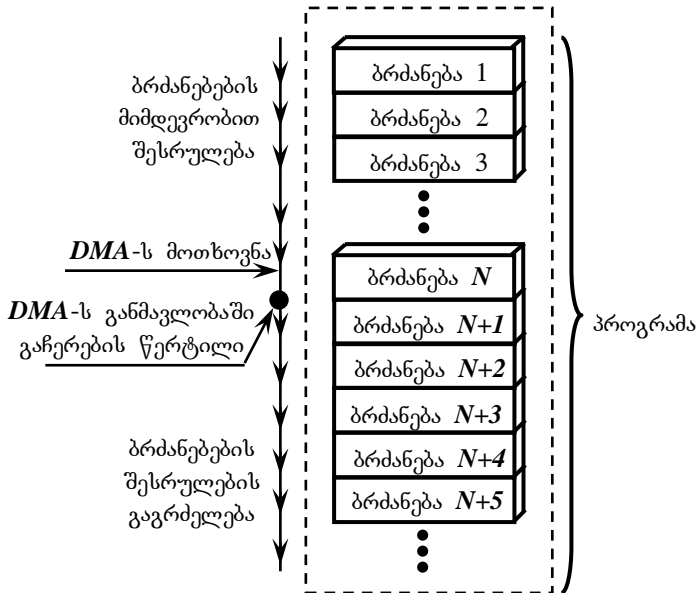 ბრძანებების
მიმდევრობით
შესრულება
DMA-ს მოთხოვნა
DMA-ს განმავლობაში
გაჩერების წერტილი
ბრძანებების
შესრულების
გაგრძელება
ბრძანება 1
ბრძანება 2
ბრძანება 3
ბრძანება N
ბრძანება N+1
ბრძანება N+2
ბრძანება N+3
ბრძანება N+4
ბრძანება N+5
პროგრამა